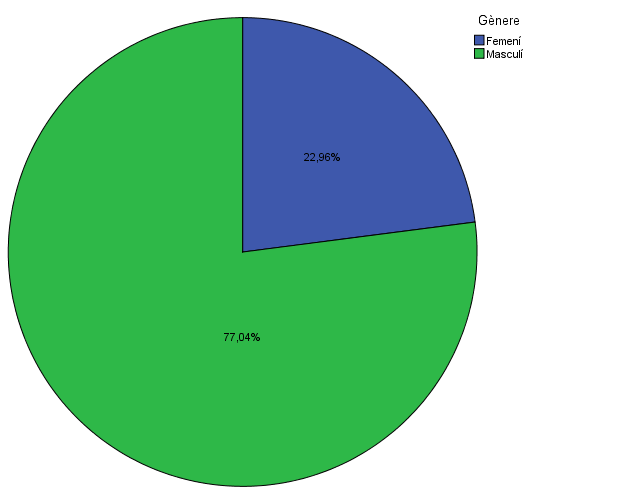 Gènere
Femení
Masculí
22,96%
77,04%